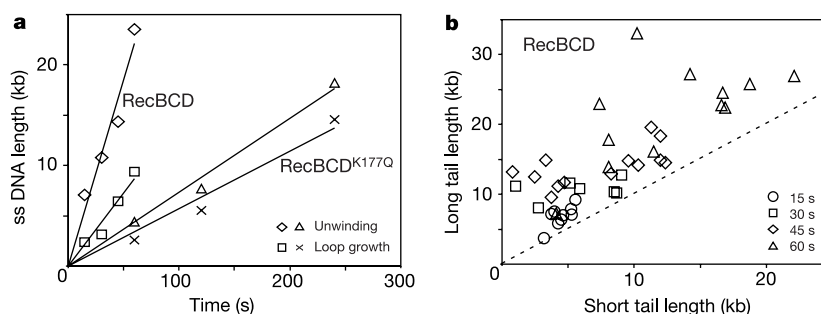 a
ss DNA length (kb)
20
10
0
0
100
200
300
Time (s)
RecBCD
RecBCD^K177Q
Unwinding
Loop growth
b
Long tail length (kb)
30
20
10
0
10
20
Short tail length (kb)
RecBCD
15 s
30 s
45 s
60 s